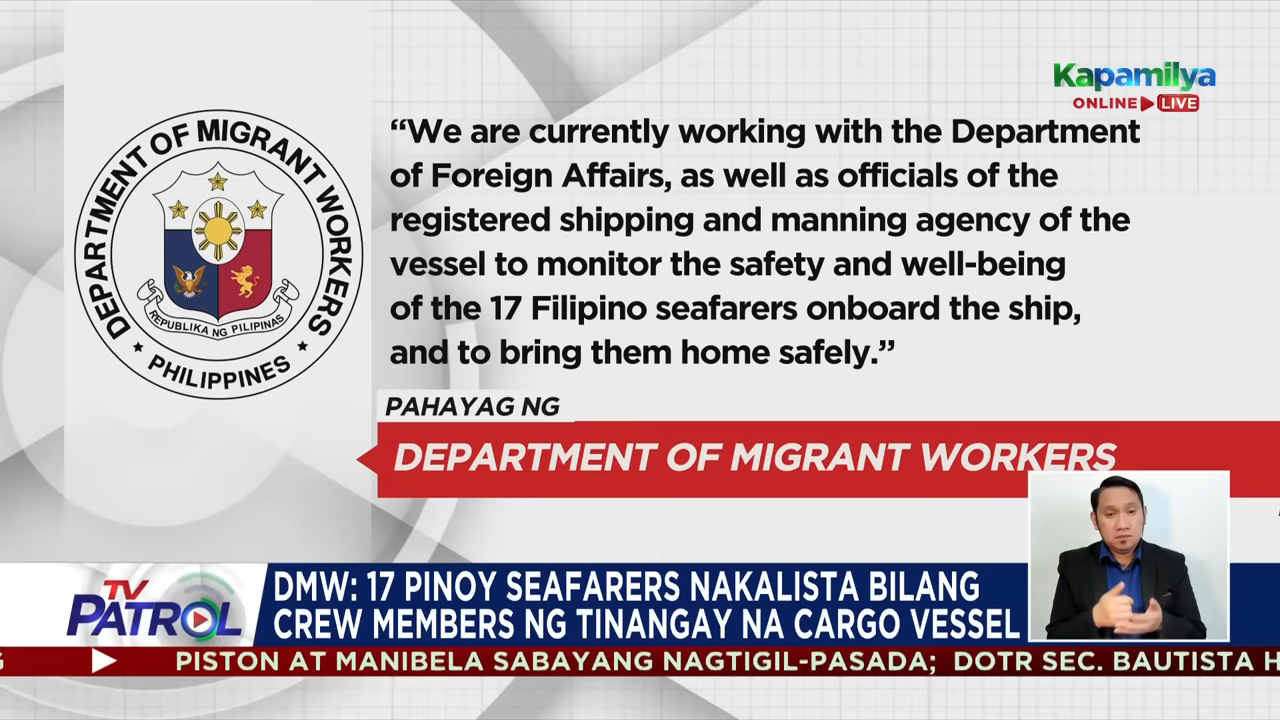 Kapamilya
ONLINE LIVE
DEPARTMENT OF MIGRANT WORKERS
REPUBLIKA NG PILIPINAS
PHILIPPINES
“We are currently working with the Department
of Foreign Affairs, as well as officials of the
registered shipping and manning agency of the
vessel to monitor the safety and well-being
of the 17 Filipino seafarers onboard the ship,
and to bring them home safely.”
PAHAYAG NG
DEPARTMENT OF MIGRANT WORKERS
TV
PATROL
DMW: 17 PINOY SEAFARERS NAKALISTA BILANG
CREW MEMBERS NG TINANGAY NA CARGO VESSEL
G PISTON AT MANIBELA SABAYANG NAGTIGIL-PASADA; DOTR SEC. BAUTISTA H